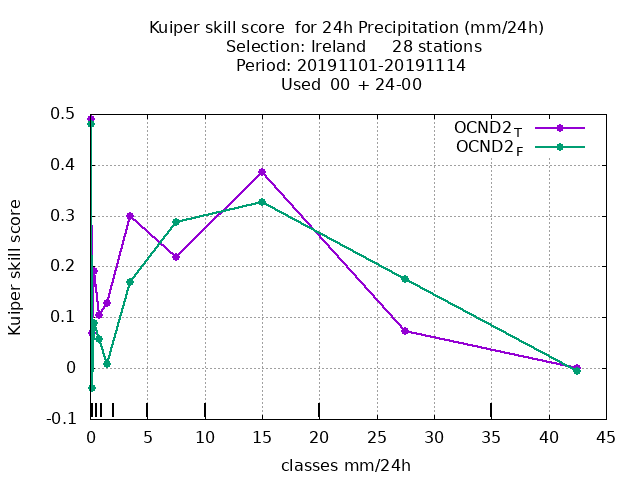 Kuiper skill score  for 24h Precipitation (mm/24h)
Selection: Ireland     28 stations
Period: 20191101-20191114
Used  00 + 24-00
0.5
0.4
0.3
0.2
0.1
0
-0.1
Kuiper skill score
OCND2T
OCND2F
0 5 10 15 20 25 30 35 40 45
classes mm/24h